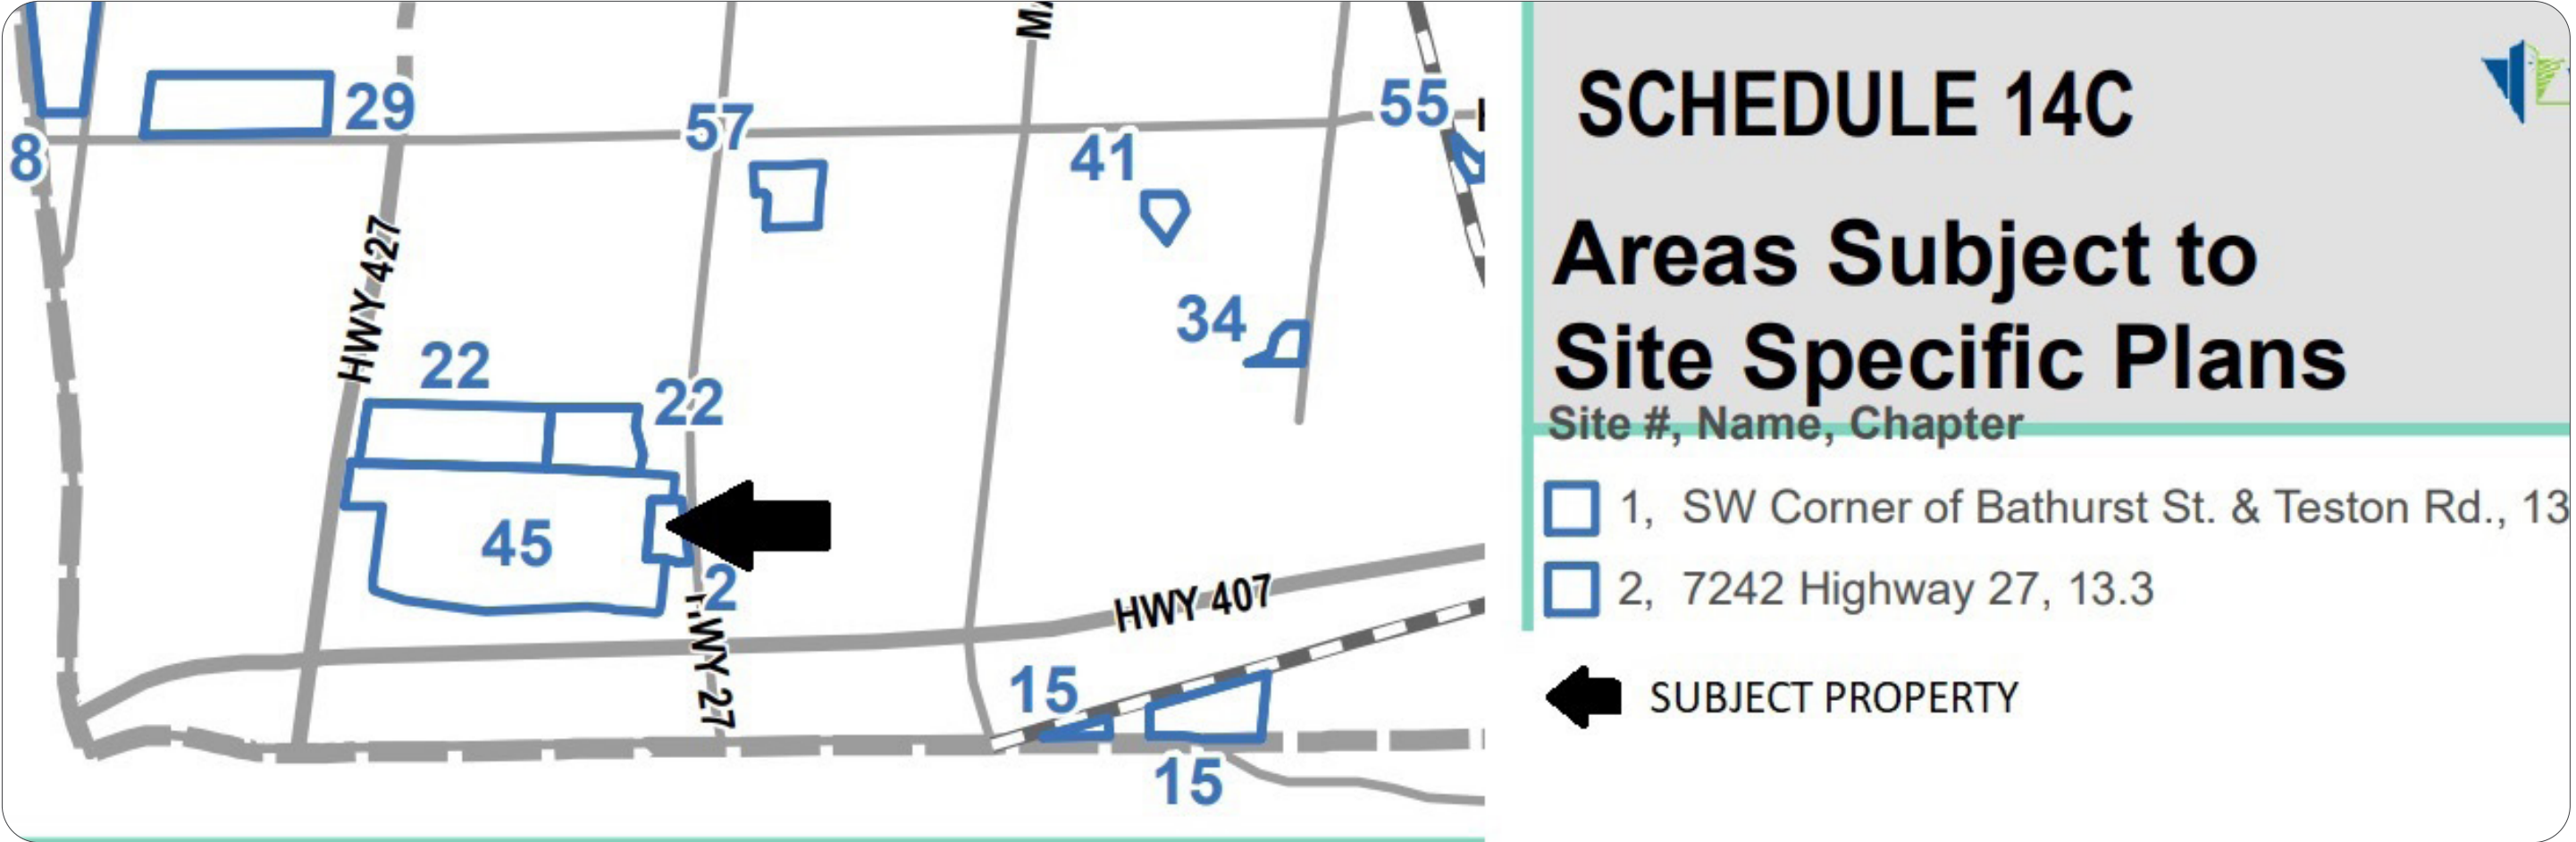 29
57
55
8
41
HWY 427
34
22
22
45
2
HWY 407
HWY 27
15
15
SCHEDULE 14C
Areas Subject to
Site Specific Plans
Site #, Name, Chapter
1, SW Corner of Bathurst St. & Teston Rd., 13
2, 7242 Highway 27, 13.3
SUBJECT PROPERTY